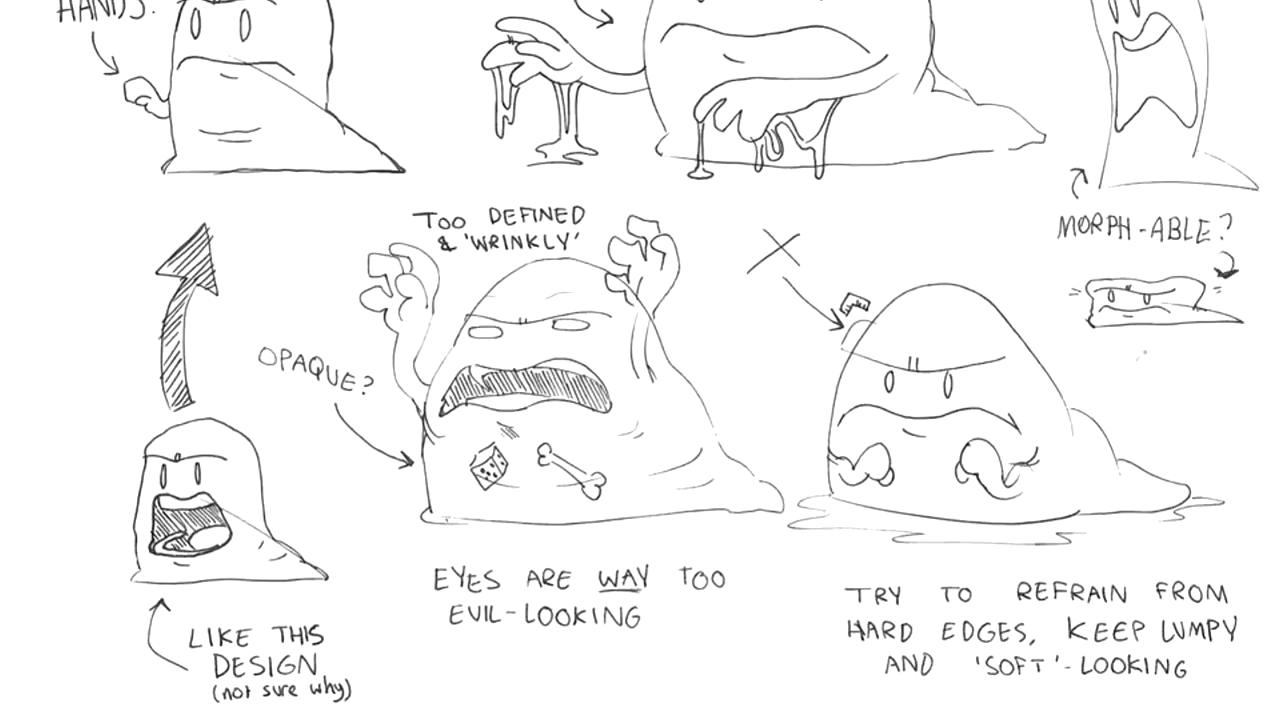 HANDS.
TOO DEFINED
& 'WRINKLY'
MORPH-ABLE?
OPAQUE?
EYES ARE WAY TOO
EVIL-LOOKING
TRY TO REFRAIN FROM
HARD EDGES, KEEP LUMPY
AND 'SOFT'-LOOKING
LIKE THIS
DESIGN
(not sure why)